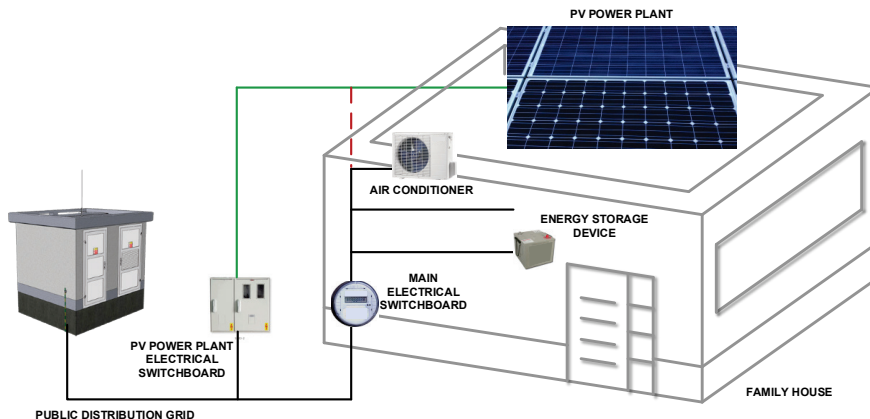 PV POWER PLANT
AIR CONDITIONER
ENERGY STORAGE
DEVICE
MAIN
ELECTRICAL
SWITCHBOARD
PV POWER PLANT
ELECTRICAL
SWITCHBOARD
FAMILY HOUSE
PUBLIC DISTRIBUTION GRID